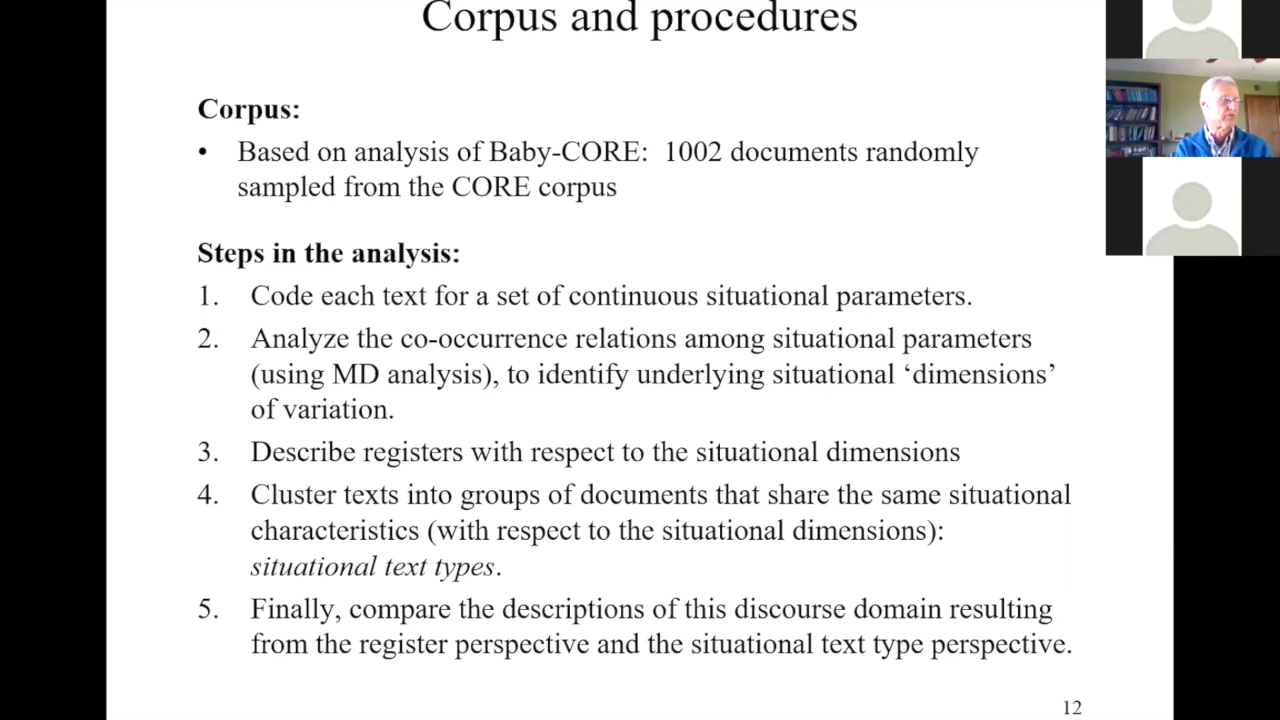 Corpus and procedures
Corpus:
• Based on analysis of Baby-CORE: 1002 documents randomly
sampled from the CORE corpus
Steps in the analysis:
1. Code each text for a set of continuous situational parameters.
2. Analyze the co-occurrence relations among situational parameters
(using MD analysis), to identify underlying situational ‘dimensions’
of variation.
3. Describe registers with respect to the situational dimensions
4. Cluster texts into groups of documents that share the same situational
characteristics (with respect to the situational dimensions):
situational text types.
5. Finally, compare the descriptions of this discourse domain resulting
from the register perspective and the situational text type perspective.
12